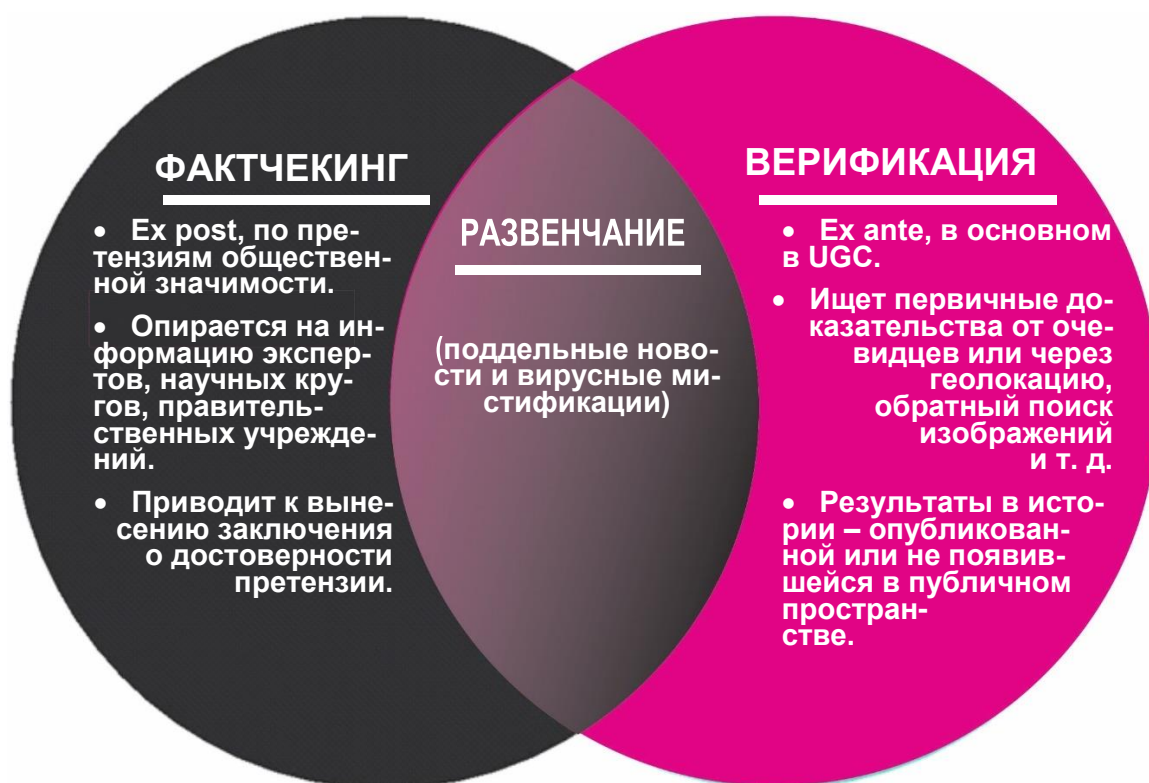 ФАКТЧЕКИНГ
• Ex post, по пре-
тензиям обществен-
ной значимости.
• Опирается на ин-
формацию экспер-
тов, научных кру-
гов, правитель-
ственных учрежде-
ний.
• Приводит к выне-
сению заключения
о достоверности
претензии.
РАЗВЕНЧАНИЕ
(поддельные ново-
сти и вирусные ми-
стификации)
ВЕРИФИКАЦИЯ
• Ex ante, в основном
в UGC.
• Ищет первичные до-
казательства от оче-
видцев или через
геолокацию,
обратный поиск
изображений
и т. д.
• Результаты в исто-
рии – опубликован-
ной или не появив-
шейся в публичном
простран-
стве.